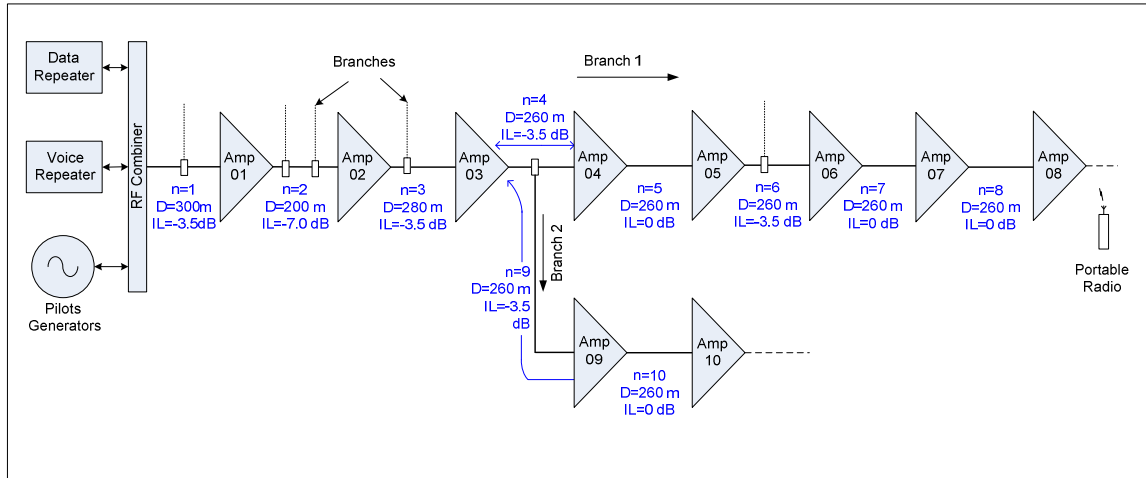 Data
Repeater
Voice
Repeater
Pilots
Generators
RF Combiner
Branches
Branch 1
Branch 2
Amp
01
Amp
02
Amp
03
Amp
04
Amp
05
Amp
06
Amp
07
Amp
08
n=1
D=300m
IL=-3.5dB
n=2
D=200 m
IL=-7.0 dB
n=3
D=280 m
IL=-3.5 dB
n=4
D=260 m
IL=-3.5 dB
n=5
D=260 m
IL=0 dB
n=6
D=260 m
IL=-3.5 dB
n=7
D=260 m
IL=0 dB
n=8
D=260 m
IL=0 dB
Portable
Radio
n=9
D=260 m
IL=-3.5
dB
Amp
09
Amp
10
n=10
D=260 m
IL=0 dB